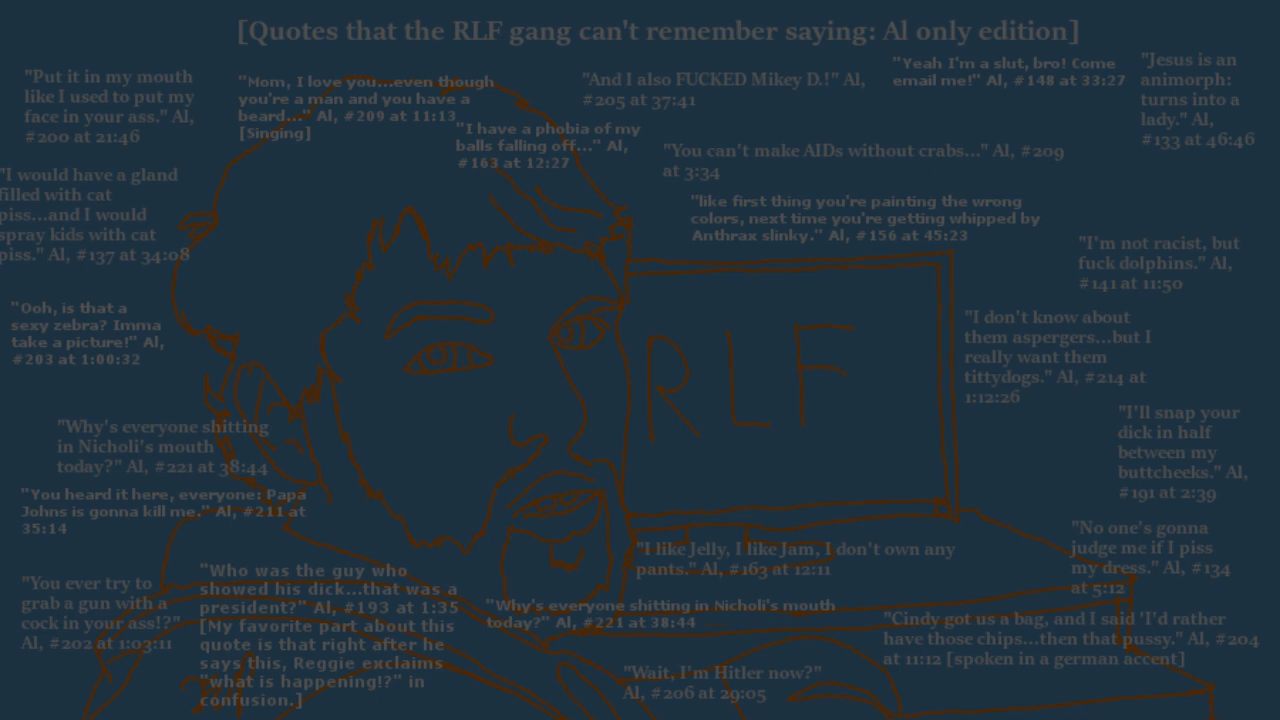 [Quotes that the RLF gang can't remember saying: Al only edition]
"Put it in my mouth
like I used to put my
face in your ass." Al,
#200 at 21:46
"Mom, I love you...even though
you're a man and you have a
beard..." Al, #209 at 11:13
[Singing]
"And I also FUCKED Mikey D.!" Al,
#205 at 37:41
"Yeah I'm a slut, bro! Come
email me!" Al, #148 at 33:27
"Jesus is an
animorph:
turns into a
lady." Al,
#133 at 46:46
"I have a phobia of my
balls falling off..." Al,
#163 at 12:27
"You can't make AIDs without crabs..." Al, #209
at 3:34
"I would have a gland
filled with cat
piss...and I would
spray kids with cat
piss." Al, #137 at 34:08
"like first thing you're painting the wrong
colors, next time you're getting whipped by
Anthrax slinky." Al, #156 at 45:23
"I'm not racist, but
fuck dolphins." Al,
#141 at 11:50
"Ooh, is that a
sexy zebra? Imma
take a picture!" Al,
#203 at 1:00:32
RLF
"I don't know about
them aspergers...but I
really want them
tittydogs." Al, #214 at
1:12:26
"Why's everyone shitting
in Nicholi's mouth
today?" Al, #221 at 38:44
"I'll snap your
dick in half
between my
buttcheeks." Al,
#191 at 2:39
"You heard it here, everyone: Papa
Johns is gonna kill me." Al, #211 at
35:14
"No one's gonna
judge me if I piss
my dress." Al, #134
at 5:12
"I like Jelly, I like Jam, I don't own any
pants." Al, #163 at 12:11
"You ever try to
grab a gun with a
cock in your ass!?"
Al, #202 at 1:03:11
"Who was the guy who
showed his dick...that was a
president?" Al, #193 at 1:35
[My favorite part about this
quote is that right after he
says this, Reggie exclaims
"what is happening!?" in
confusion.]
"Why's everyone shitting in Nicholi's mouth
today?" Al, #221 at 38:44
"Cindy got us a bag, and I said 'I'd rather
have those chips...then that pussy." Al, #204
at 11:12 [spoken in a german accent]
"Wait, I'm Hitler now?"
Al, #206 at 29:05